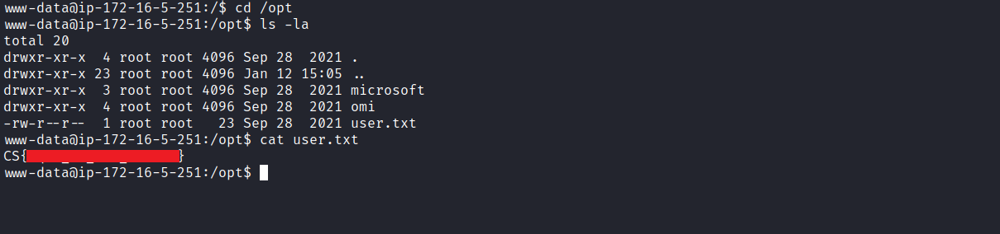 www-data@ip-172-16-5-251:/$ cd /opt
www-data@ip-172-16-5-251:/opt$ ls -la
total 20
drwxr-xr-x  4 root root 4096 Sep 28  2021 .
drwxr-xr-x 23 root root 4096 Jan 12 15:05 ..
drwxr-xr-x  3 root root 4096 Sep 28  2021 microsoft
drwxr-xr-x  4 root root 4096 Sep 28  2021 omi
-rw-r--r--  1 root root   23 Sep 28  2021 user.txt
www-data@ip-172-16-5-251:/opt$ cat user.txt
CS{}
www-data@ip-172-16-5-251:/opt$